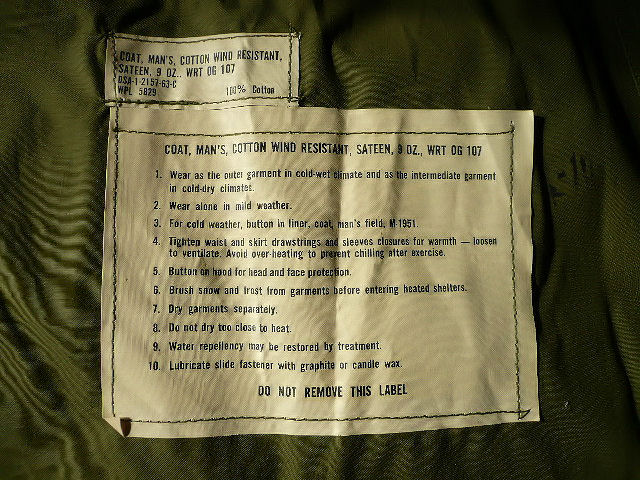 COAT, MAN'S, COTTON WIND RESISTANT,
SATEEN, 9 OZ., WRT OG 107
DSA-1-2157-63-C
WPL 5829 100% Cotton
COAT, MAN'S, COTTON WIND RESISTANT, SATEEN, 9 OZ., WRT OG 107
1. Wear as the outer garment in cold-wet climate and as the intermediate garment
in cold-dry climates.
2. Wear alone in mild weather.
3. For cold weather, button in liner, coat, man's field, M-1951.
4. Tighten waist and skirt drawstrings and sleeves closures for warmth — loosen
to ventilate. Avoid over-heating to prevent chilling after exercise.
5. Button on hood for head and face protection.
6. Brush snow and frost from garments before entering heated shelters.
7. Dry garments separately.
8. Do not dry too close to heat.
9. Water repellency may be restored by treatment.
10. Lubricate slide fastener with graphite or candle wax.
DO NOT REMOVE THIS LABEL